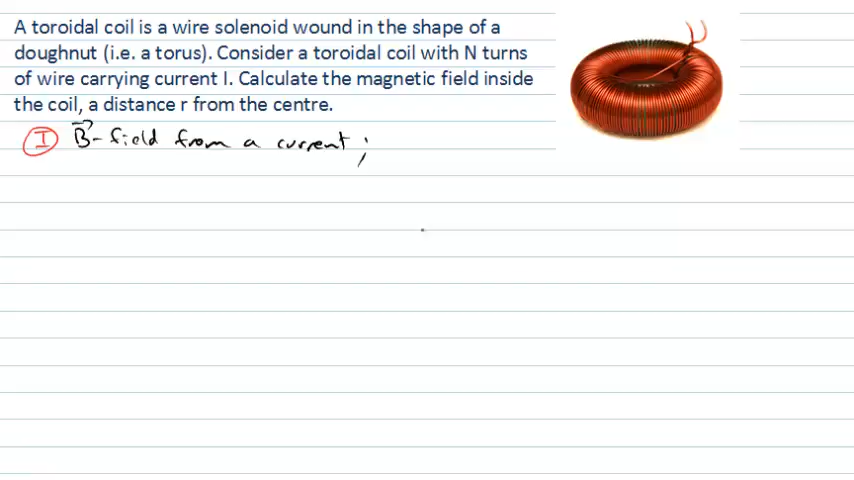 A toroidal coil is a wire solenoid wound in the shape of a
doughnut (i.e. a torus). Consider a toroidal coil with N turns
of wire carrying current I. Calculate the magnetic field inside
the coil, a distance r from the centre.
I B⃗-field from a current ;